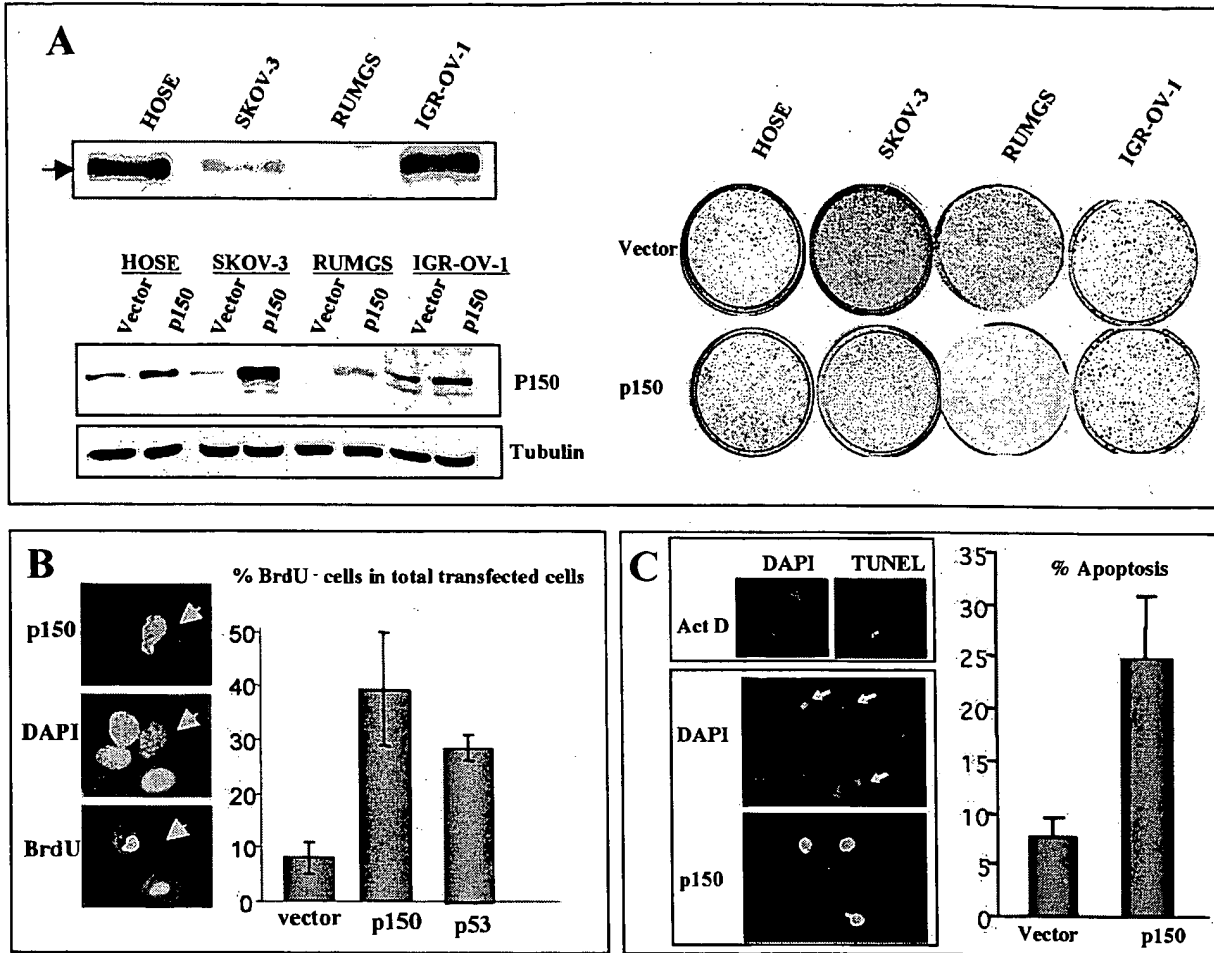 A
HOSE SKOV-3 RUMGS IGR-OV-1
HOSE SKOV-3 RUMGS IGR-OV-1
Vector p150 Vector p150 Vector p150 Vector p150
P150
Tubulin
HOSE SKOV-3 RUMGS IGR-OV-1
Vector
p150
B
% BrdU - cells in total transfected cells
p150
DAPI
BrdU
50
40
30
20
10
0
vector p150 p53
C
DAPI TUNEL
Act D
DAPI
p150
% Apoptosis
35
30
25
20
15
10
5
0
Vector p150